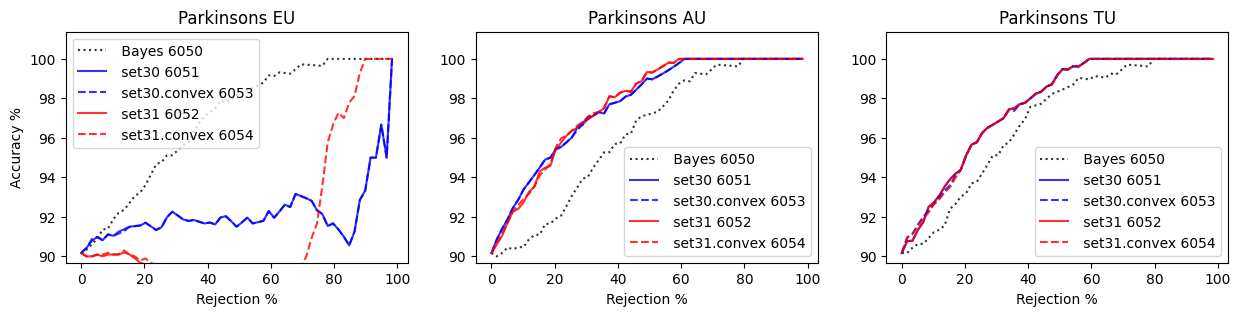 Parkinsons EU
Accuracy %
100
98
96
94
92
90
Bayes 6050
set30 6051
set30.convex 6053
set31 6052
set31.convex 6054
0 20 40 60 80 100
Rejection %
Parkinsons AU
100
98
96
94
92
90
Bayes 6050
set30 6051
set30.convex 6053
set31 6052
set31.convex 6054
0 20 40 60 80 100
Rejection %
Parkinsons TU
100
98
96
94
92
90
Bayes 6050
set30 6051
set30.convex 6053
set31 6052
set31.convex 6054
0 20 40 60 80 100
Rejection %